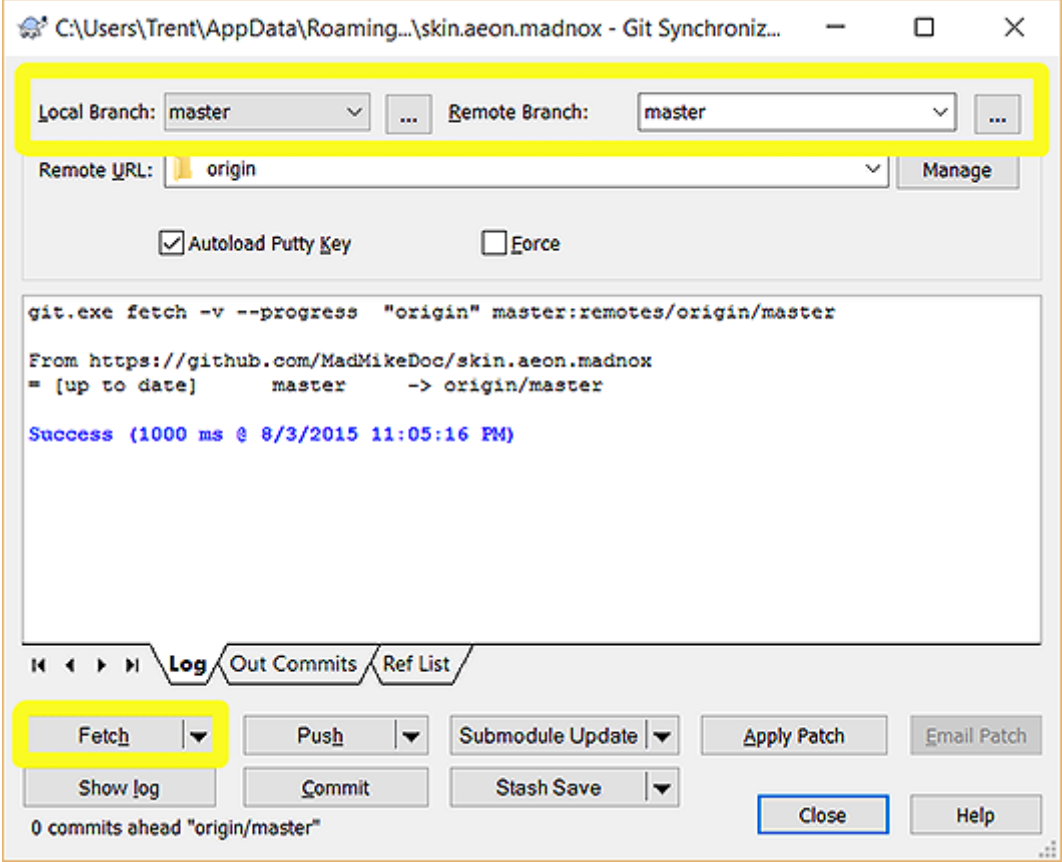 C:\Users\Trent\AppData\Roaming...\skin.aeon.madnox - Git Synchroniz...
Local Branch: master ... Remote Branch: master ...
Remote URL: origin Manage
Autoload Putty Key Force
git.exe fetch -v --progress "origin" master:remotes/origin/master
From https://github.com/MadMikeDoc/skin.aeon.madnox
= [up to date] master -> origin/master
Success (1000 ms @ 8/3/2015 11:05:16 PM)
Log Out Commits Ref List
Fetch Push Submodule Update Apply Patch Email Patch
Show log Commit Stash Save
Close Help
0 commits ahead "origin/master"